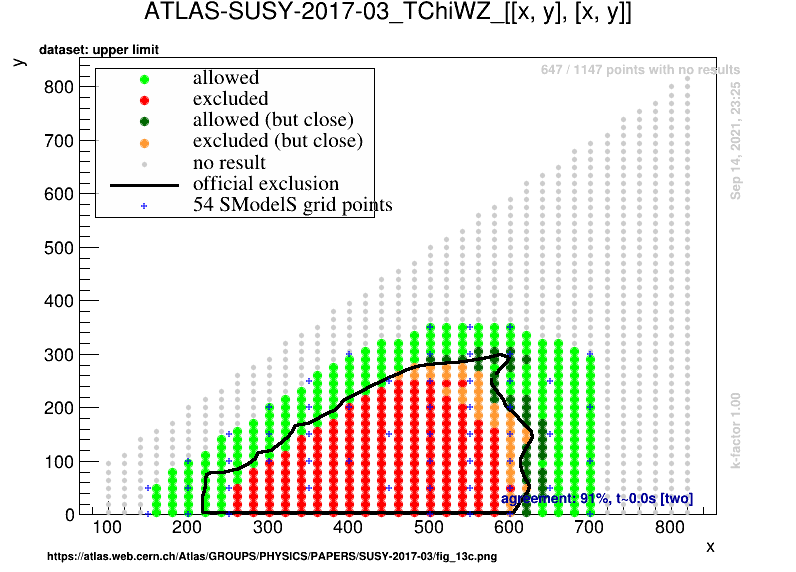 ATLAS-SUSY-2017-03_TChiWZ_[[x, y], [x, y]]
dataset: upper limit
y
647 / 1147 points with no results
allowed
excluded
allowed (but close)
excluded (but close)
no result
official exclusion
54 SModelS grid points
Sep 14, 2021, 23:25
k-factor 1.00
800
700
600
500
400
300
200
100
0
agreement: 91%, t~0.0s [two]
100 200 300 400 500 600 700 800
x
https://atlas.web.cern.ch/Atlas/GROUPS/PHYSICS/PAPERS/SUSY-2017-03/fig_13c.png